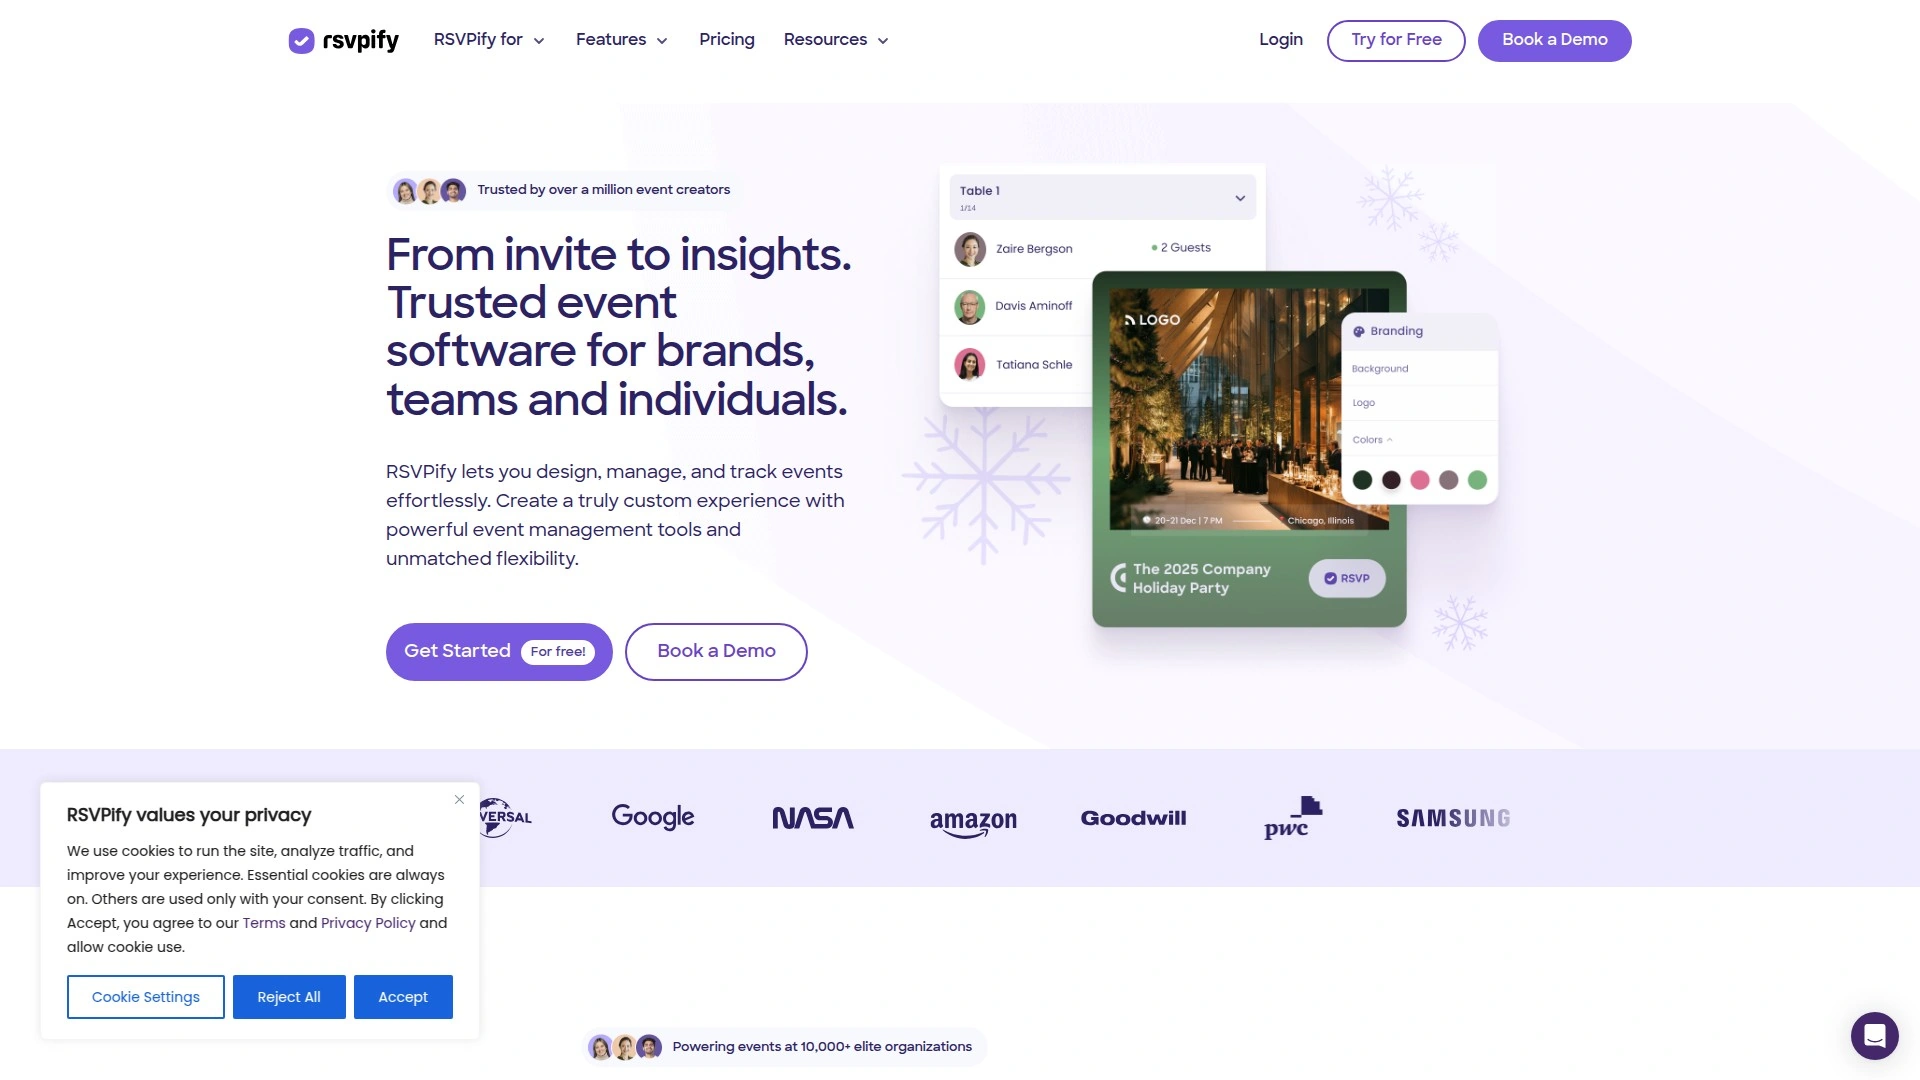 rsvpify
RSVPify for
Features
Pricing
Resources
Login
Try for Free
Book a Demo
Trusted by over a million event creators
From invite to insights.
Trusted event
software for brands,
teams and individuals.
RSVPify lets you design, manage, and track events
effortlessly. Create a truly custom experience with
powerful event management tools and
unmatched flexibility.
Get Started
For free!
Book a Demo
Table 1
1/14
Zaire Bergson
2 Guests
Davis Aminoff
Tatiana Schle
LOGO
20-21 Dec | 7 PM
Chicago, Illinois
The 2025 Company
Holiday Party
RSVP
Branding
Background
Logo
Colors
VERSAL
Google
NASA
amazon
Goodwill
pwc
SAMSUNG
RSVPify values your privacy
We use cookies to run the site, analyze traffic, and
improve your experience. Essential cookies are always
on. Others are used only with your consent. By clicking
Accept, you agree to our Terms and Privacy Policy and
allow cookie use.
Cookie Settings
Reject All
Accept
Powering events at 10,000+ elite organizations